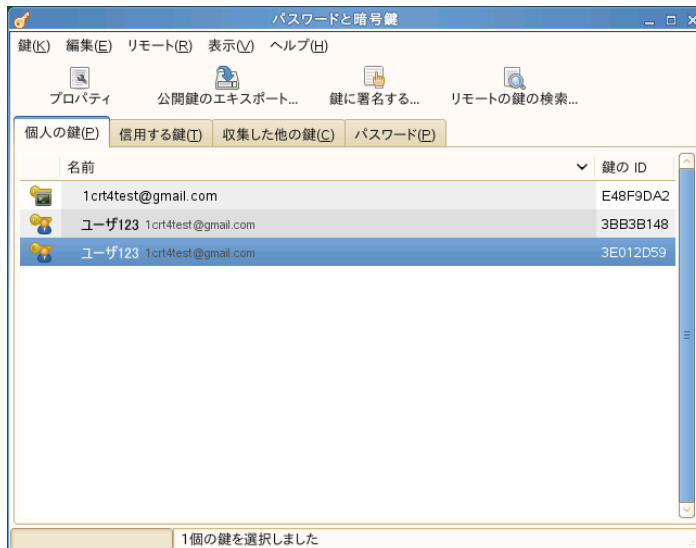 パスワードと暗号鍵
鍵(K) 編集(E) リモート(R) 表示(V) ヘルプ(H)
プロパティ 公開鍵のエキスポート... 鍵に署名する... リモートの鍵の検索...
個人の鍵(P) 信用する鍵(T) 収集した他の鍵(C) パスワード(P)
名前 鍵の ID
1crt4test@gmail.com E48F9DA2
ユーザ123 1crt4test@gmail.com 3BB3B148
ユーザ123 1crt4test@gmail.com 3E012D59
1個の鍵を選択しました